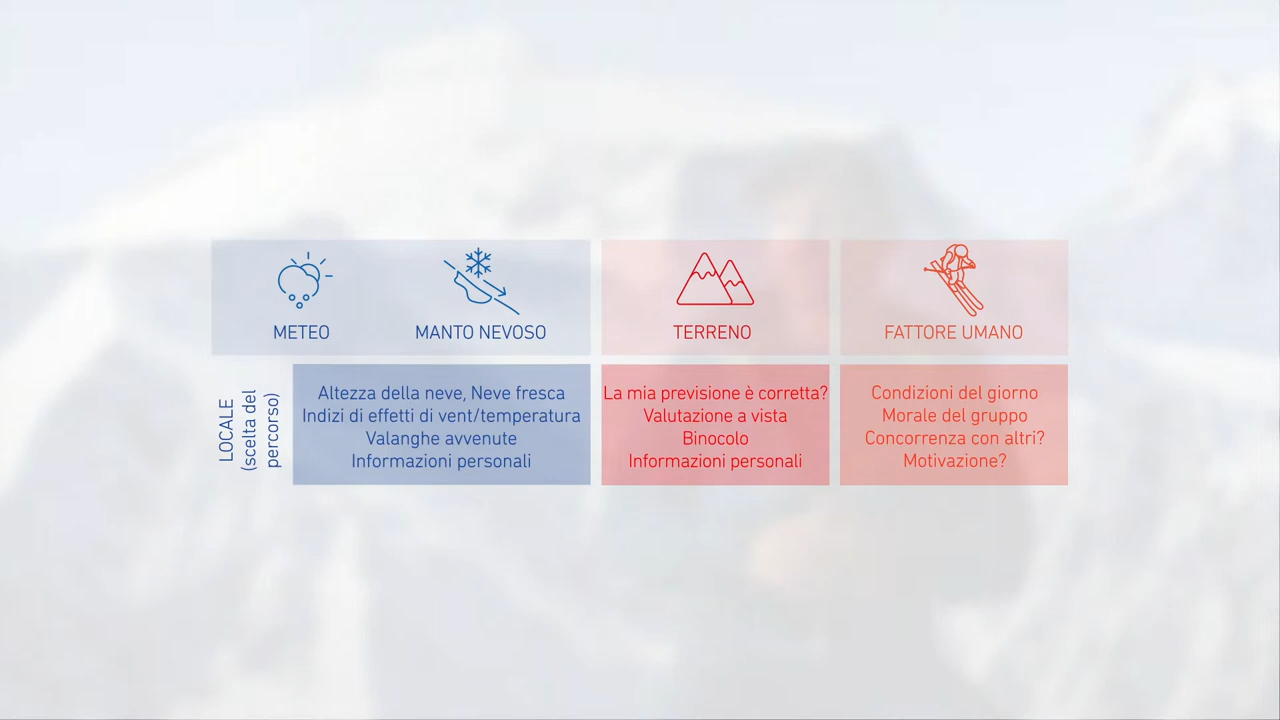 METEO
MANTO NEVOSO
TERRENO
FATTORE UMANO
LOCALE
(scelta del
percorso)
Altezza della neve, Neve fresca
Indizi di effetti di vent/temperatura
Valanghe avvenute
Informazioni personali
La mia previsione è corretta?
Valutazione a vista
Binocolo
Informazioni personali
Condizioni del giorno
Morale del gruppo
Concorrenza con altri?
Motivazione?